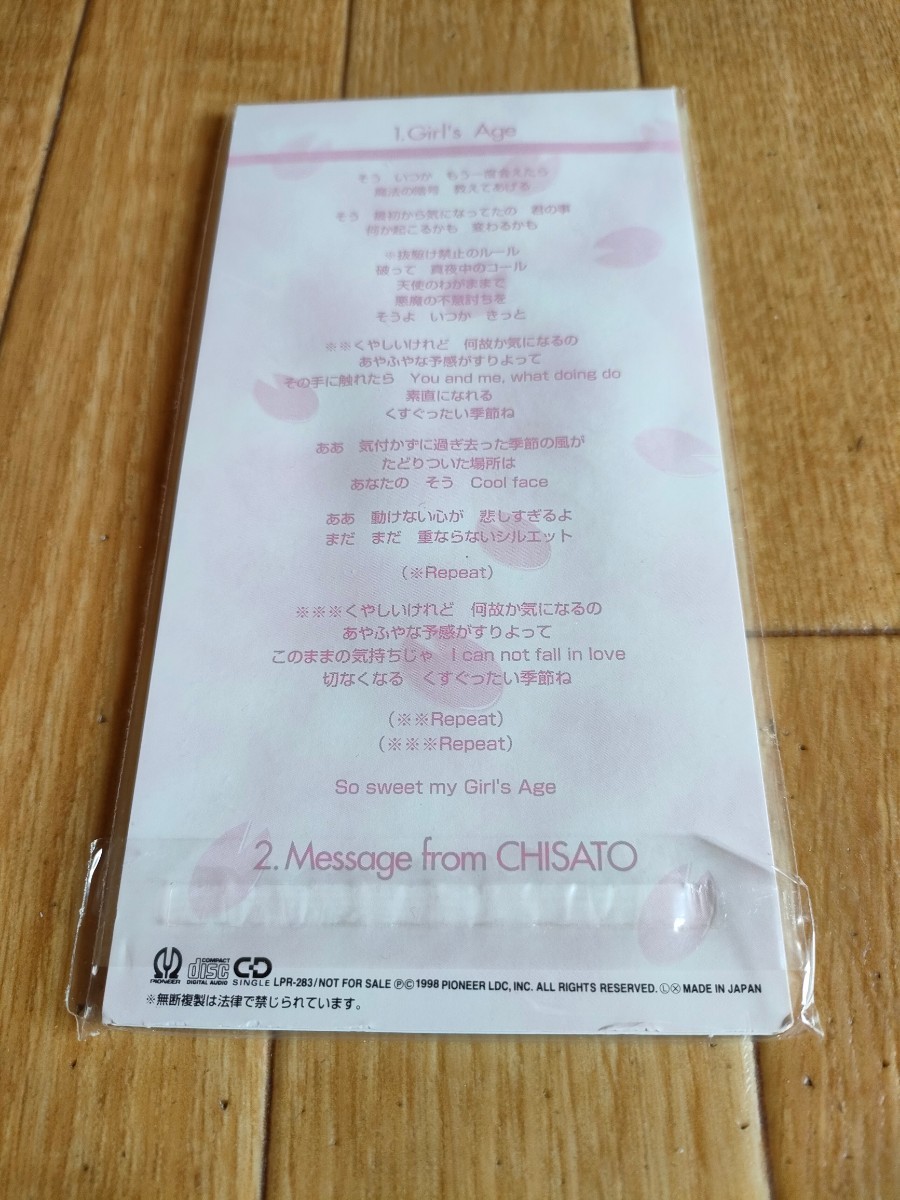 1. Girl's Age
そう いつか もう一度会えたら
魔法の暗号 教えてあげる
そう 最初から気になってたの 君の事
何か起こるかも 変わるかも
※抜駆け禁止のルール
破って 真夜中のコール
天使のわがままで
悪魔の不意討ちを
そうよ いつか きっと
※※くやしいけれど 何故か気になるの
あやふやな予感がすりよって
その手に触れたら You and me, what doing do
素直になれる
くすぐったい季節ね
ああ 気付かずに過ぎ去った季節の風が
たどりついた場所は
あなたの そう Cool face
ああ 動けない心が 悲しすぎるよ
まだ まだ 重ならないシルエット
(※Repeat)
※※※くやしいけれど 何故か気になるの
あやふやな予感がすりよって
このままの気持ちじゃ I can not fall in love
切なくなる くすぐったい季節ね
(※※Repeat)
(※※※Repeat)
So sweet my Girl's Age
2. Message from CHISATO
PIONEER COMPACT disc DIGITAL AUDIO CD SINGLE LPR-283/NOT FOR SALE ⓅⒸ1998 PIONEER LDC, INC. ALL RIGHTS RESERVED. Ⓛ Ⓧ MADE IN JAPAN
※無断複製は法律で禁じられています。